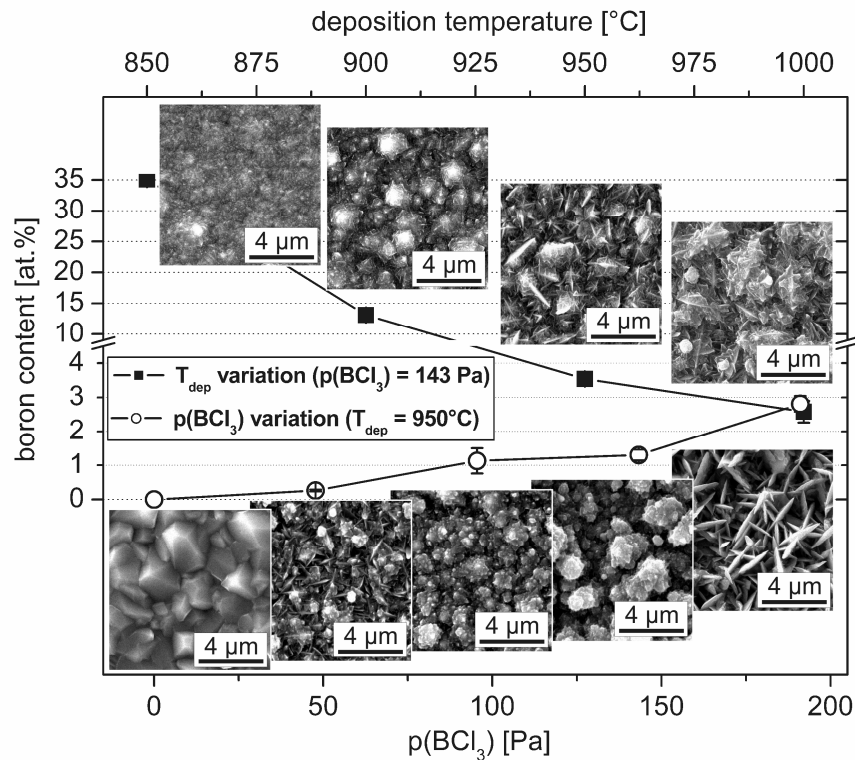 deposition temperature [°C]
850 875 900 925 950 975 1000
boron content [at.%]
35
30
25
20
15
10
4
3
2
1
0
4 µm
4 µm
4 µm
4 µm
T_dep variation (p(BCl_3) = 143 Pa)
p(BCl_3) variation (T_dep = 950°C)
4 µm
4 µm
4 µm
4 µm
4 µm
0 50 100 150 200
p(BCl_3) [Pa]